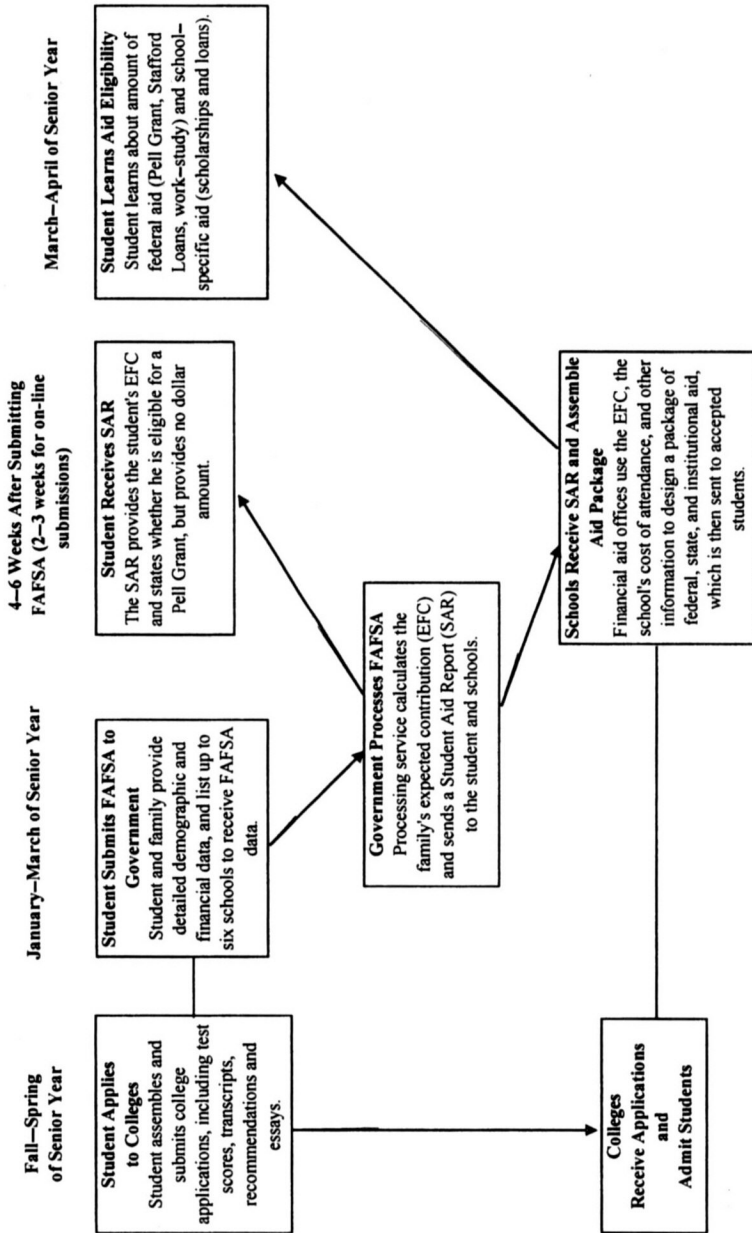 Fall–Spring
of Senior Year
January–March of Senior Year
4–6 Weeks After Submitting
FAFSA (2–3 weeks for on-line
submissions)
March–April of Senior Year
Student Applies
to Colleges
Student assembles and
submits college
applications, including test
scores, transcripts,
recommendations and
essays.
Student Submits FAFSA to
Government
Student and family provide
detailed demographic and
financial data, and list up to
six schools to receive FAFSA
data.
Student Receives SAR
The SAR provides the student's EFC
and states whether he is eligible for a
Pell Grant, but provides no dollar
amount.
Student Learns Aid Eligibility
Student learns about amount of
federal aid (Pell Grant, Stafford
Loans, work–study) and school–
specific aid (scholarships and loans).
Government Processes FAFSA
Processing service calculates the
family's expected contribution (EFC)
and sends a Student Aid Report (SAR)
to the student and schools.
Colleges
Receive Applications
and
Admit Students
Schools Receive SAR and Assemble
Aid Package
Financial aid offices use the EFC, the
school's cost of attendance, and other
information to design a package of
federal, state, and institutional aid,
which is then sent to accepted
students.